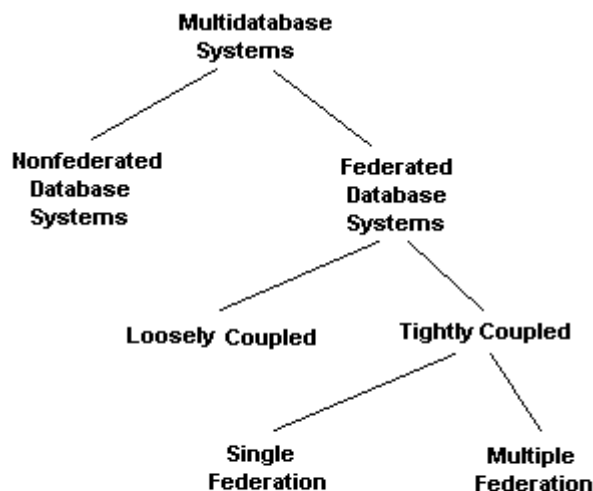 Multidatabase
Systems
Nonfederated
Database
Systems
Federated
Database
Systems
Loosely Coupled
Tightly Coupled
Single
Federation
Multiple
Federation